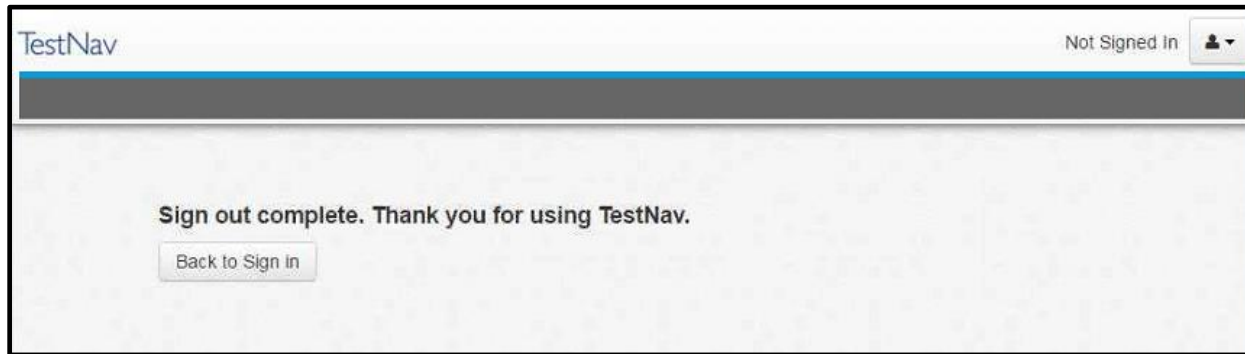 TestNav
Not Signed In
Sign out complete. Thank you for using TestNav.
Back to Sign in